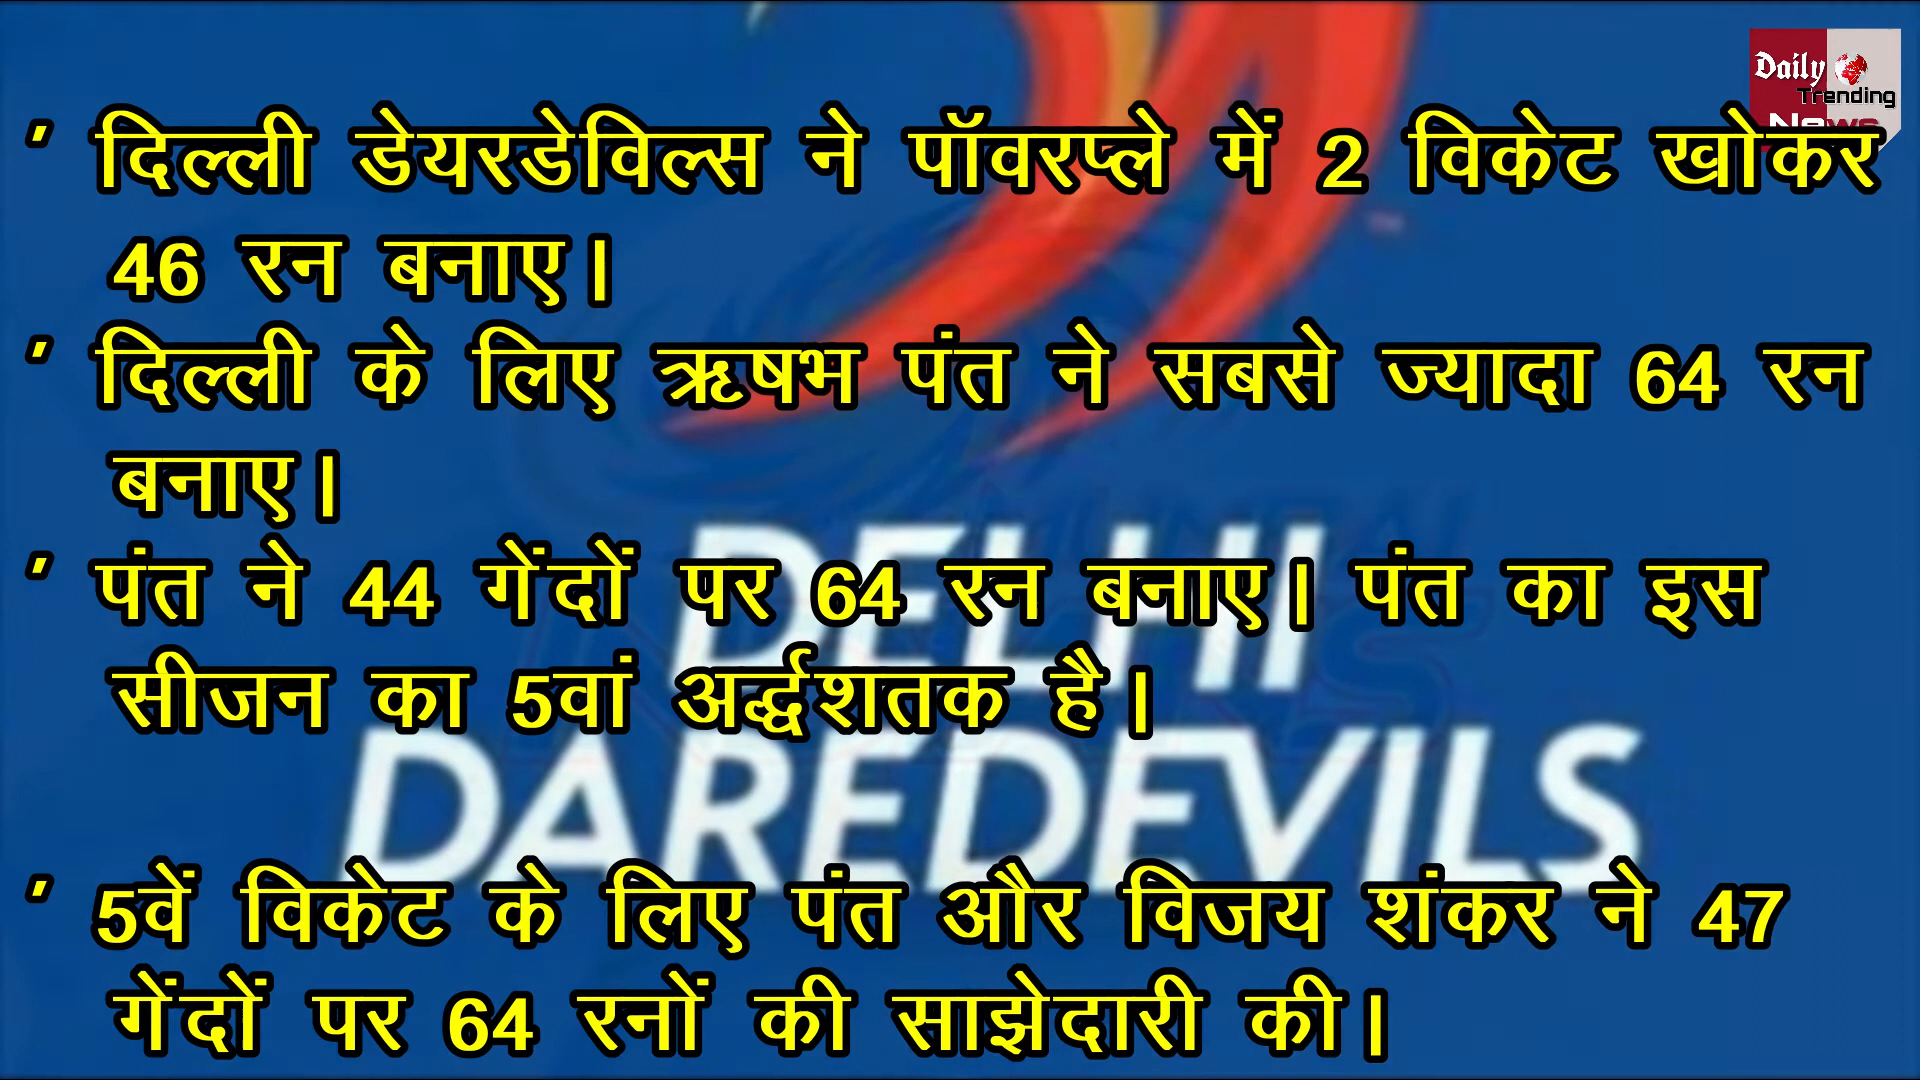 Daily
Trending
News
′ दिल्ली डेयरडेविल्स ने पॉवरप्ले में 2 विकेट खोकर
46 रन बनाए।
′ दिल्ली के लिए ऋषभ पंत ने सबसे ज्यादा 64 रन
बनाए।
′ पंत ने 44 गेंदों पर 64 रन बनाए। पंत का इस
सीजन का 5वां अर्द्धशतक है।
DELHI
DAREDEVILS
′ 5वें विकेट के लिए पंत और विजय शंकर ने 47
गेंदों पर 64 रनों की साझेदारी की।